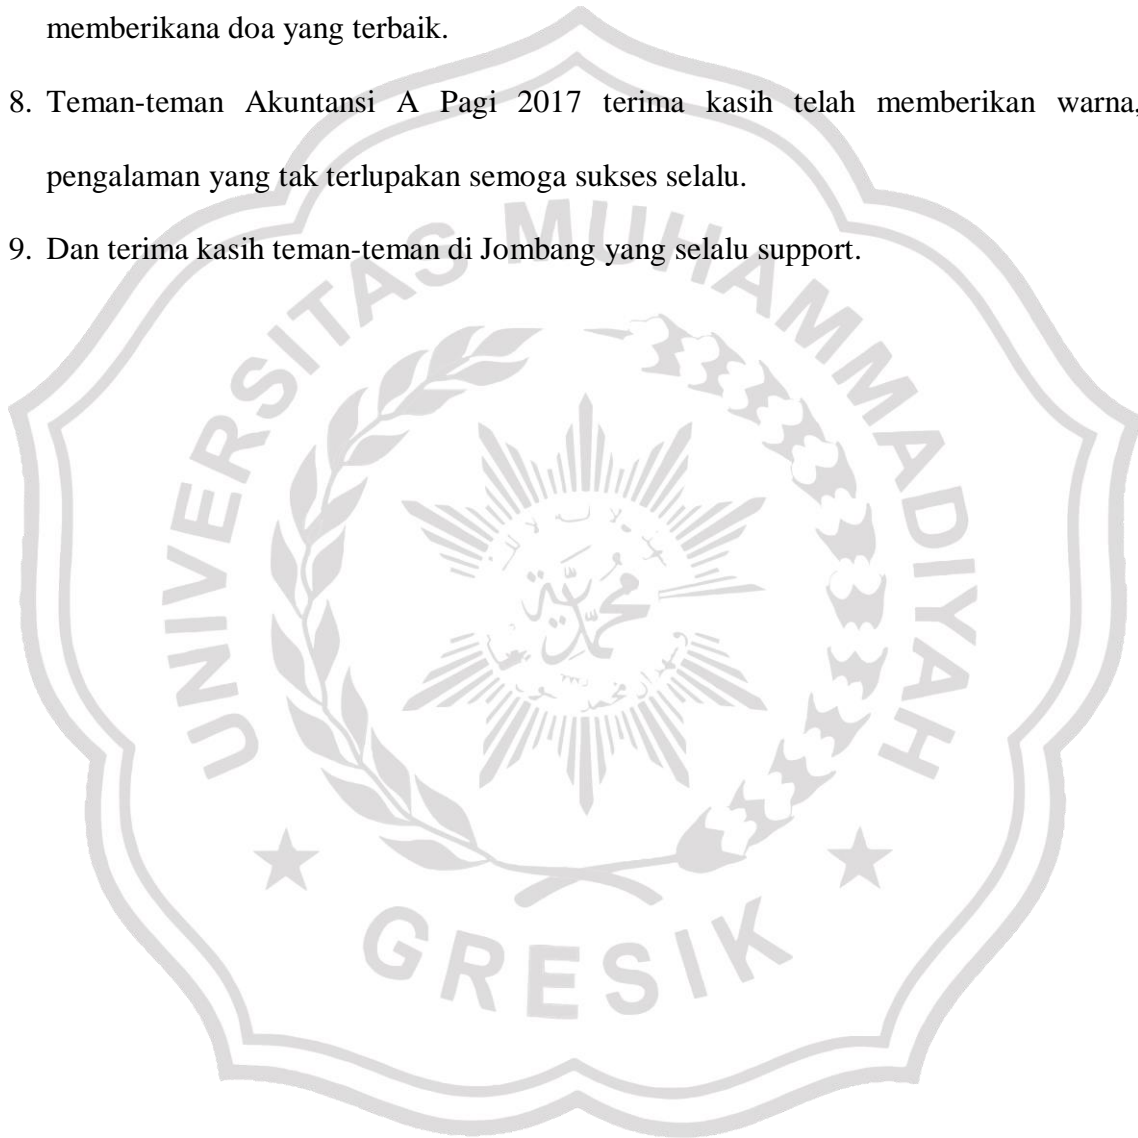 memberikana doa yang terbaik.
8. Teman-teman Akuntansi A Pagi 2017 terima kasih telah memberikan warna,
pengalaman yang tak terlupakan semoga sukses selalu.
9. Dan terima kasih teman-teman di Jombang yang selalu support.
UNIVERSITAS MUHAMMADIYAH
محمدية
GRESIK